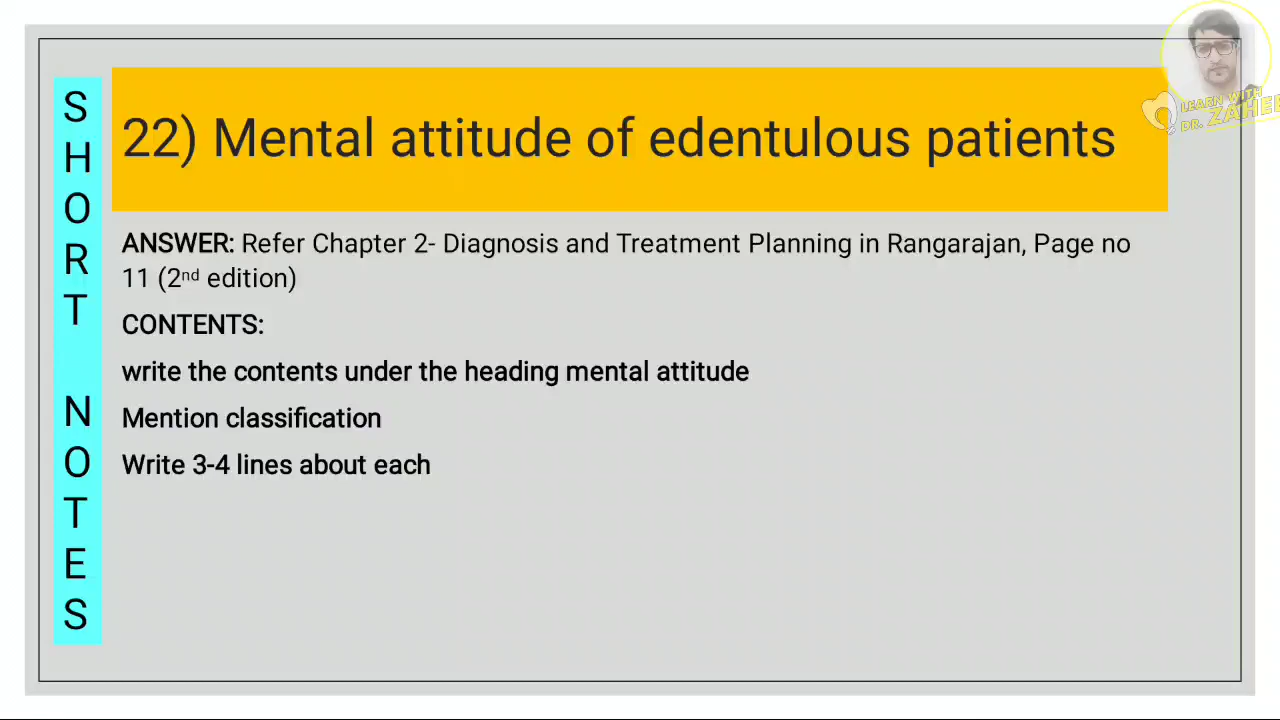 SHORT NOTES
22) Mental attitude of edentulous patients
ANSWER: Refer Chapter 2- Diagnosis and Treatment Planning in Rangarajan, Page no
11 (2nd edition)
CONTENTS:
write the contents under the heading mental attitude
Mention classification
Write 3-4 lines about each
LEARN WITH
DR.